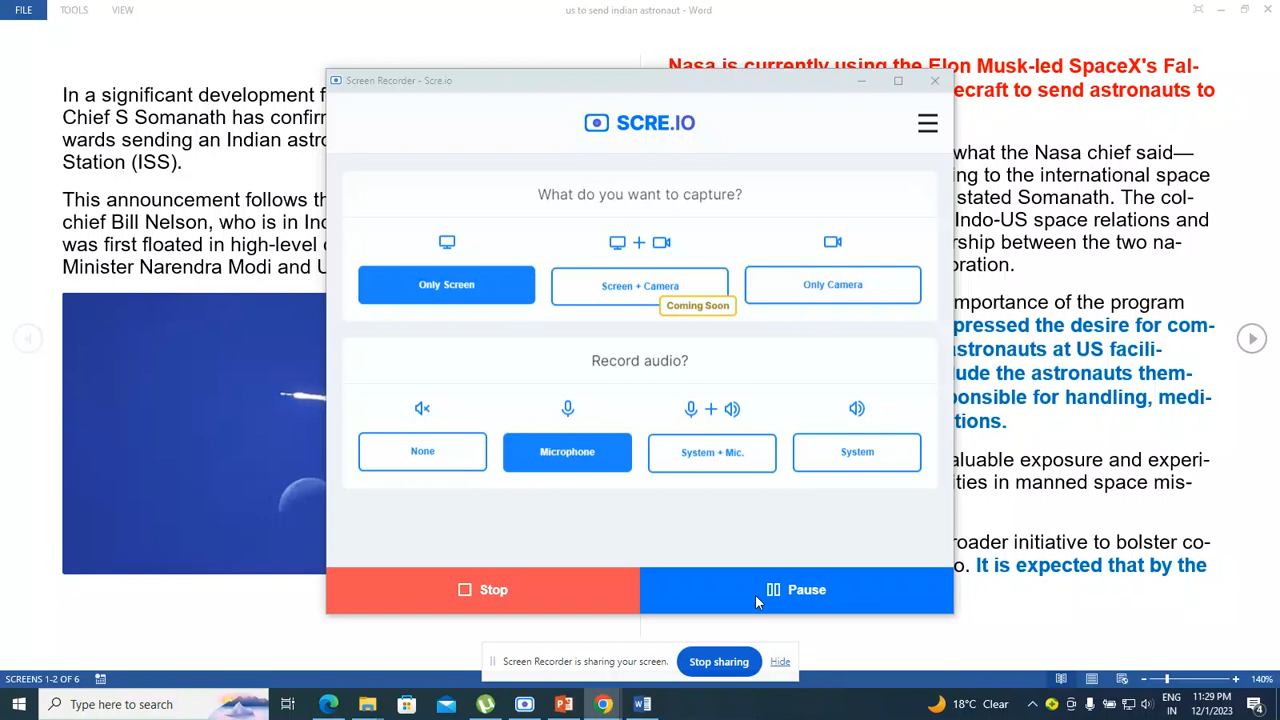 FILE TOOLS VIEW
us to send indian astronaut - Word
In a significant development f
Chief S Somanath has confirm
wards sending an Indian astro
Station (ISS).
This announcement follows th
chief Bill Nelson, who is in Ind
was first floated in high-level
Minister Narendra Modi and U
Screen Recorder - Scre.io
SCRE.IO
What do you want to capture?
Only Screen
Screen + Camera
Coming Soon
Only Camera
Record audio?
None
Microphone
System + Mic.
System
Stop
Pause
Nasa is currently using the Elon Musk-led SpaceX's Fal-
ecraft to send astronauts to
what the Nasa chief said—
ng to the international space
stated Somanath. The col-
Indo-US space relations and
rship between the two na-
oration.
mportance of the program
pressed the desire for com-
astronauts at US facili-
ude the astronauts them-
ponsible for handling, medi-
tions.
aluable exposure and experi-
ties in manned space mis-
roader initiative to bolster co-
o. It is expected that by the
Screen Recorder is sharing your screen.
Stop sharing
Hide
SCREENS 1-2 OF 6
140%
Type here to search
18°C Clear
ENG
IN
11:29 PM
12/1/2023
4